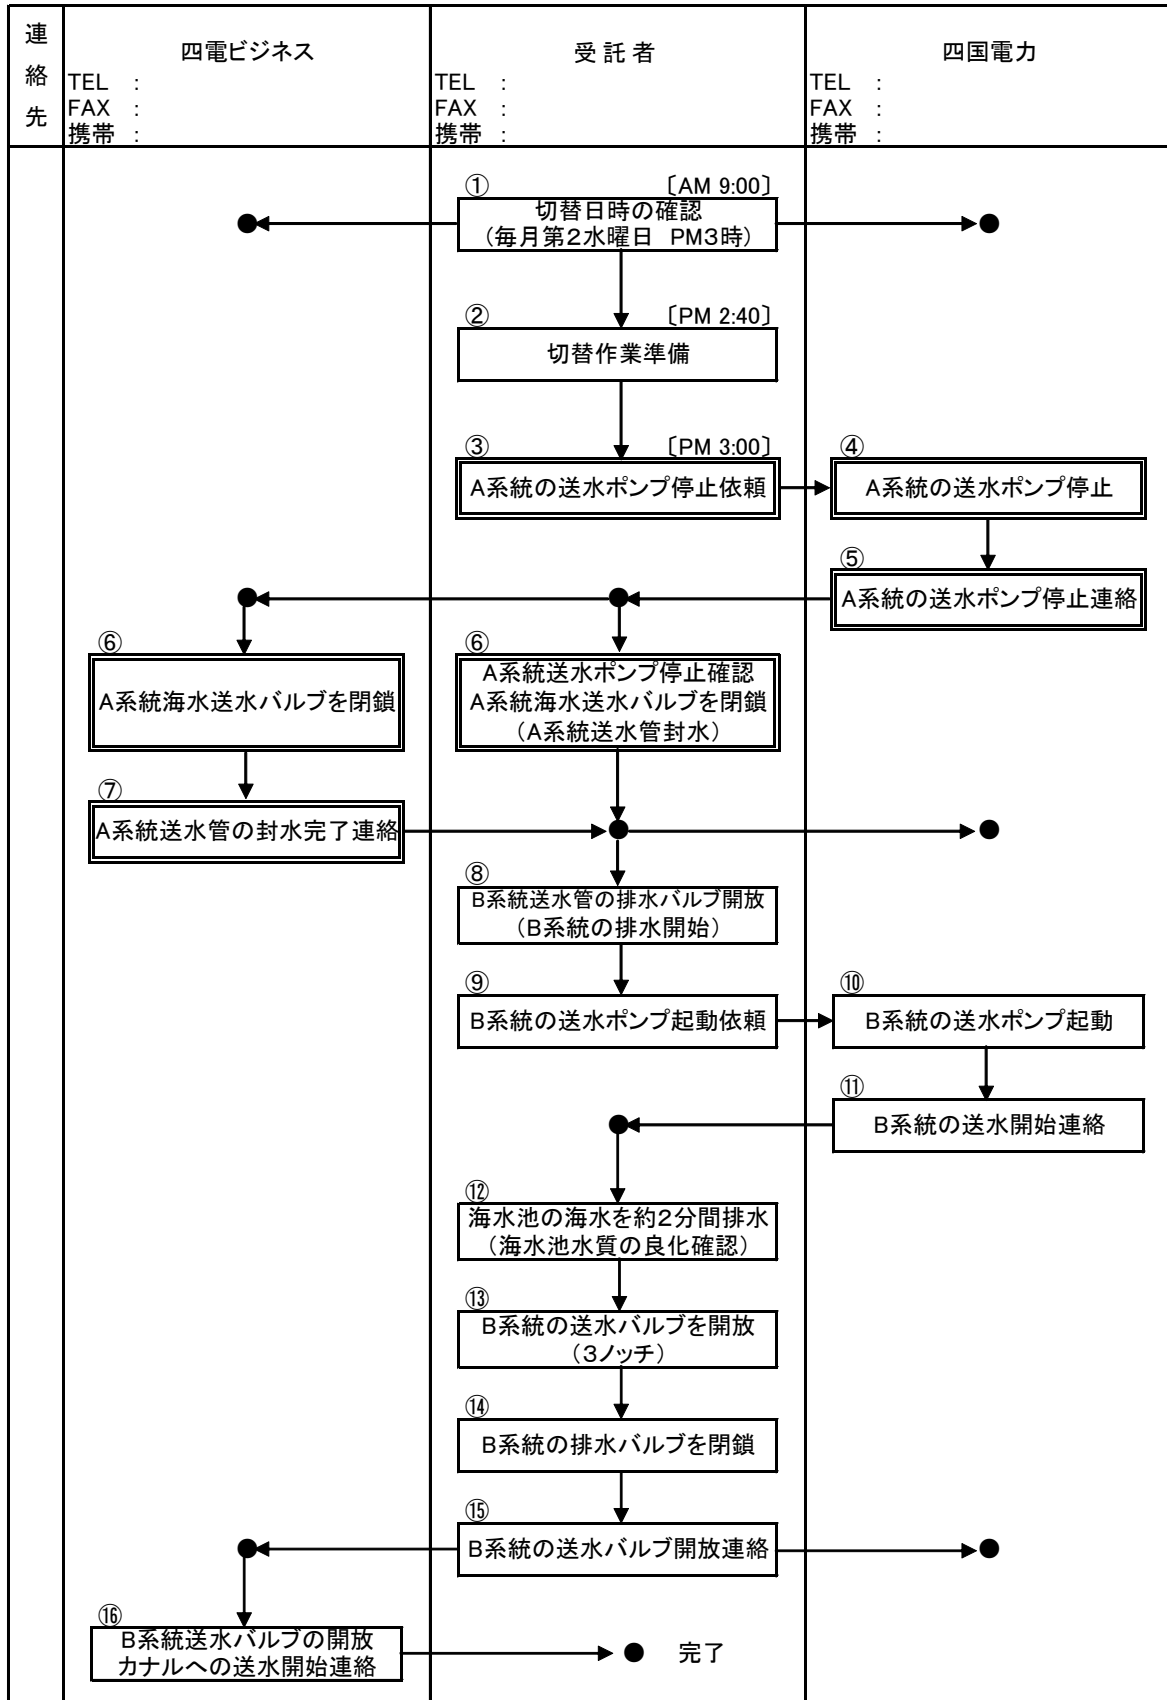 連
絡
先
四電ビジネス
TEL :
FAX :
携帯 :
受 託 者
TEL :
FAX :
携帯 :
四国電力
TEL :
FAX :
携帯 :
① 〔AM 9:00〕
切替日時の確認
(毎月第2水曜日 PM3時)
② 〔PM 2:40〕
切替作業準備
③ 〔PM 3:00〕
A系統の送水ポンプ停止依頼
④
A系統の送水ポンプ停止
⑤
A系統の送水ポンプ停止連絡
⑥
A系統海水送水バルブを閉鎖
⑥
A系統送水ポンプ停止確認
A系統海水送水バルブを閉鎖
(A系統送水管封水)
⑦
A系統送水管の封水完了連絡
⑧
B系統送水管の排水バルブ開放
(B系統の排水開始)
⑨
B系統の送水ポンプ起動依頼
⑩
B系統の送水ポンプ起動
⑪
B系統の送水開始連絡
⑫
海水池の海水を約2分間排水
(海水池水質の良化確認)
⑬
B系統の送水バルブを開放
(3ノッチ)
⑭
B系統の排水バルブを閉鎖
⑮
B系統の送水バルブ開放連絡
⑯
B系統送水バルブの開放
カナルへの送水開始連絡
完了